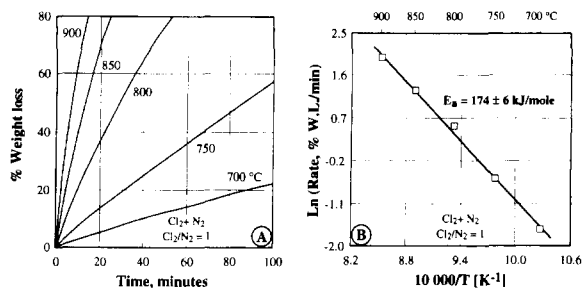 80
60
40
20
0
0
20
40
60
80
100
% Weight loss
Time, minutes
900
850
800
750
700 °C
Cl₂+ N₂
Cl₂/N₂ = 1
A
900
850
800
750
700 °C
2.5
1.6
0.7
-0.2
-1.1
-2.0
8.2
8.6
9.4
9.8
10.2
10.6
Ln (Rate, % W.L./min)
10 000/T [K⁻¹]
Eₐ = 174 ± 6 kJ/mole
Cl₂+ N₂
Cl₂/N₂ = 1
B